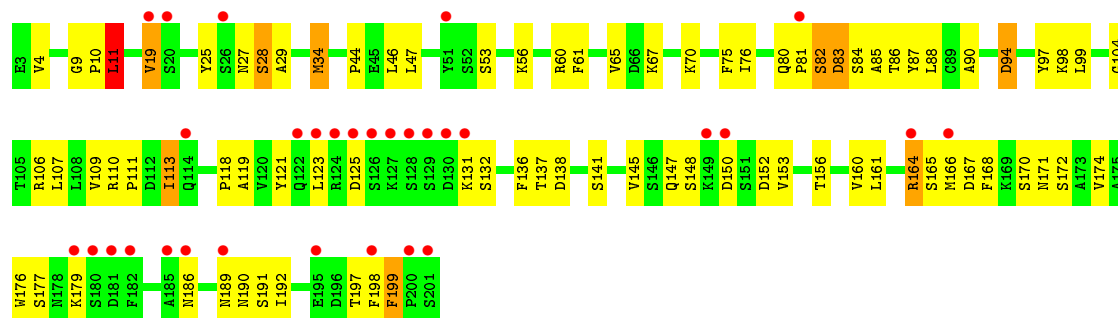 E3 V4 G9 P10 L11 V19 S20 Y25 S26 N27 S28 A29 M34 P44 E45 L46 L47 Y51 S52 S53 K56 R60 F61 V65 D66 K67 K70 F75 I76 Q80 P81 S82 D83 S84 A85 T86 Y87 L88 C89 A90 D94 Y97 K98 L99 G104
T105 R106 L107 L108 V109 R110 P111 D112 I113 Q114 P118 A119 V120 Y121 Q122 L123 R124 D125 S126 K127 S128 S129 D130 K131 S132 F136 T137 D138 S141 V145 S146 Q147 S148 K149 D150 S151 D152 V153 T156 V160 L161 R164 S165 M166 D167 F168 K169 S170 N171 S172 A173 V174 A175
W176 S177 N178 K179 S180 D181 F182 A185 N186 N189 N190 S191 I192 E195 D196 T197 F198 F199 P200 S201